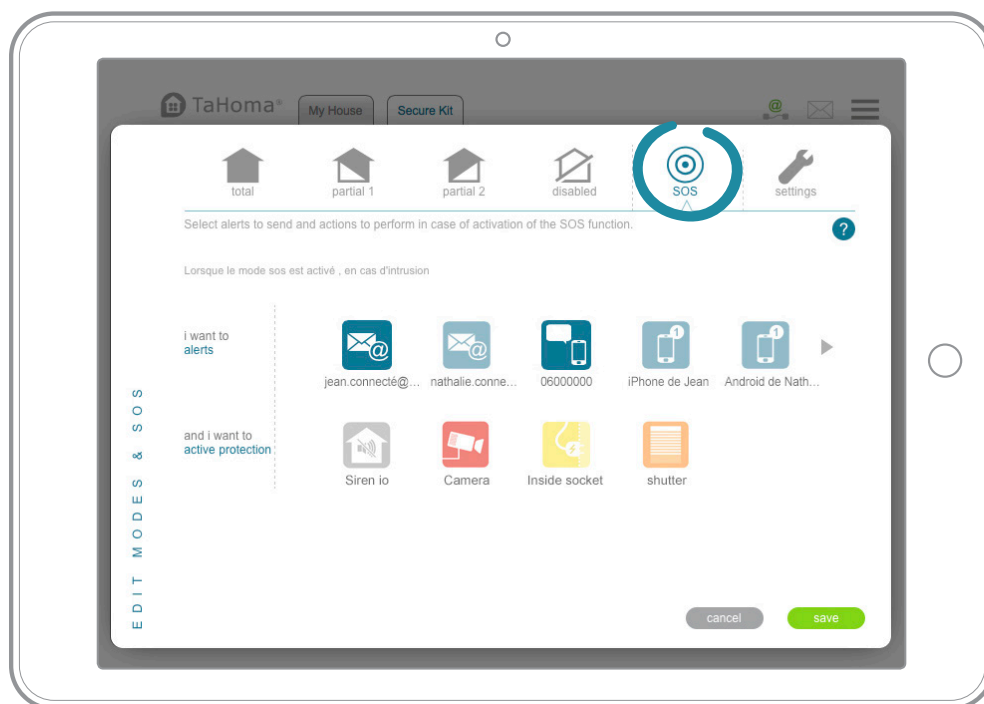 TaHoma®
My House
Secure Kit
@
total
partial 1
partial 2
disabled
SOS
settings
Select alerts to send and actions to perform in case of activation of the SOS function.
?
Lorsque le mode sos est activé , en cas d'intrusion
i want to
alerts
@
@
1
1
jean.connecté@...
nathalie.conne...
06000000
iPhone de Jean
Android de Nath...
and i want to
active protection
Siren io
Camera
Inside socket
shutter
EDIT MODES & SOS
cancel
save